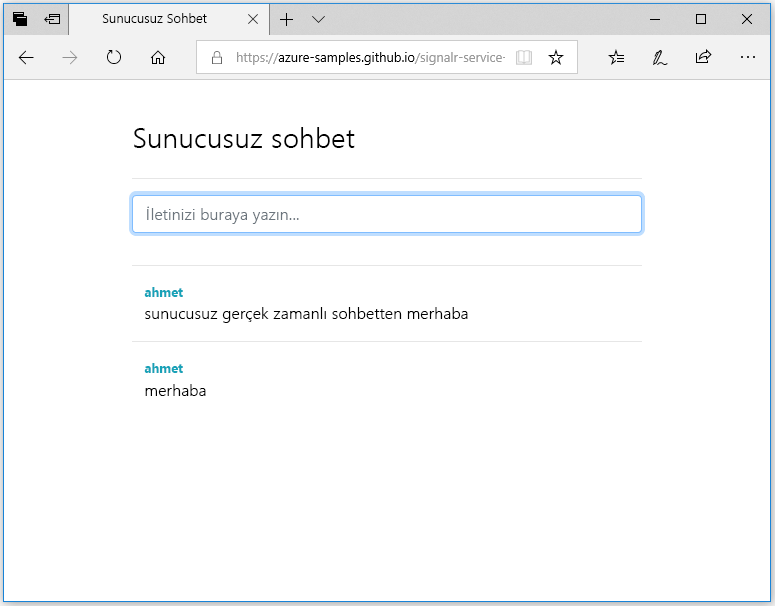 Sunucusuz Sohbet
https://azure-samples.github.io/signalr-service-
Sunucusuz sohbet
İletinizi buraya yazın...
ahmet
sunucusuz gerçek zamanlı sohbetten merhaba
ahmet
merhaba